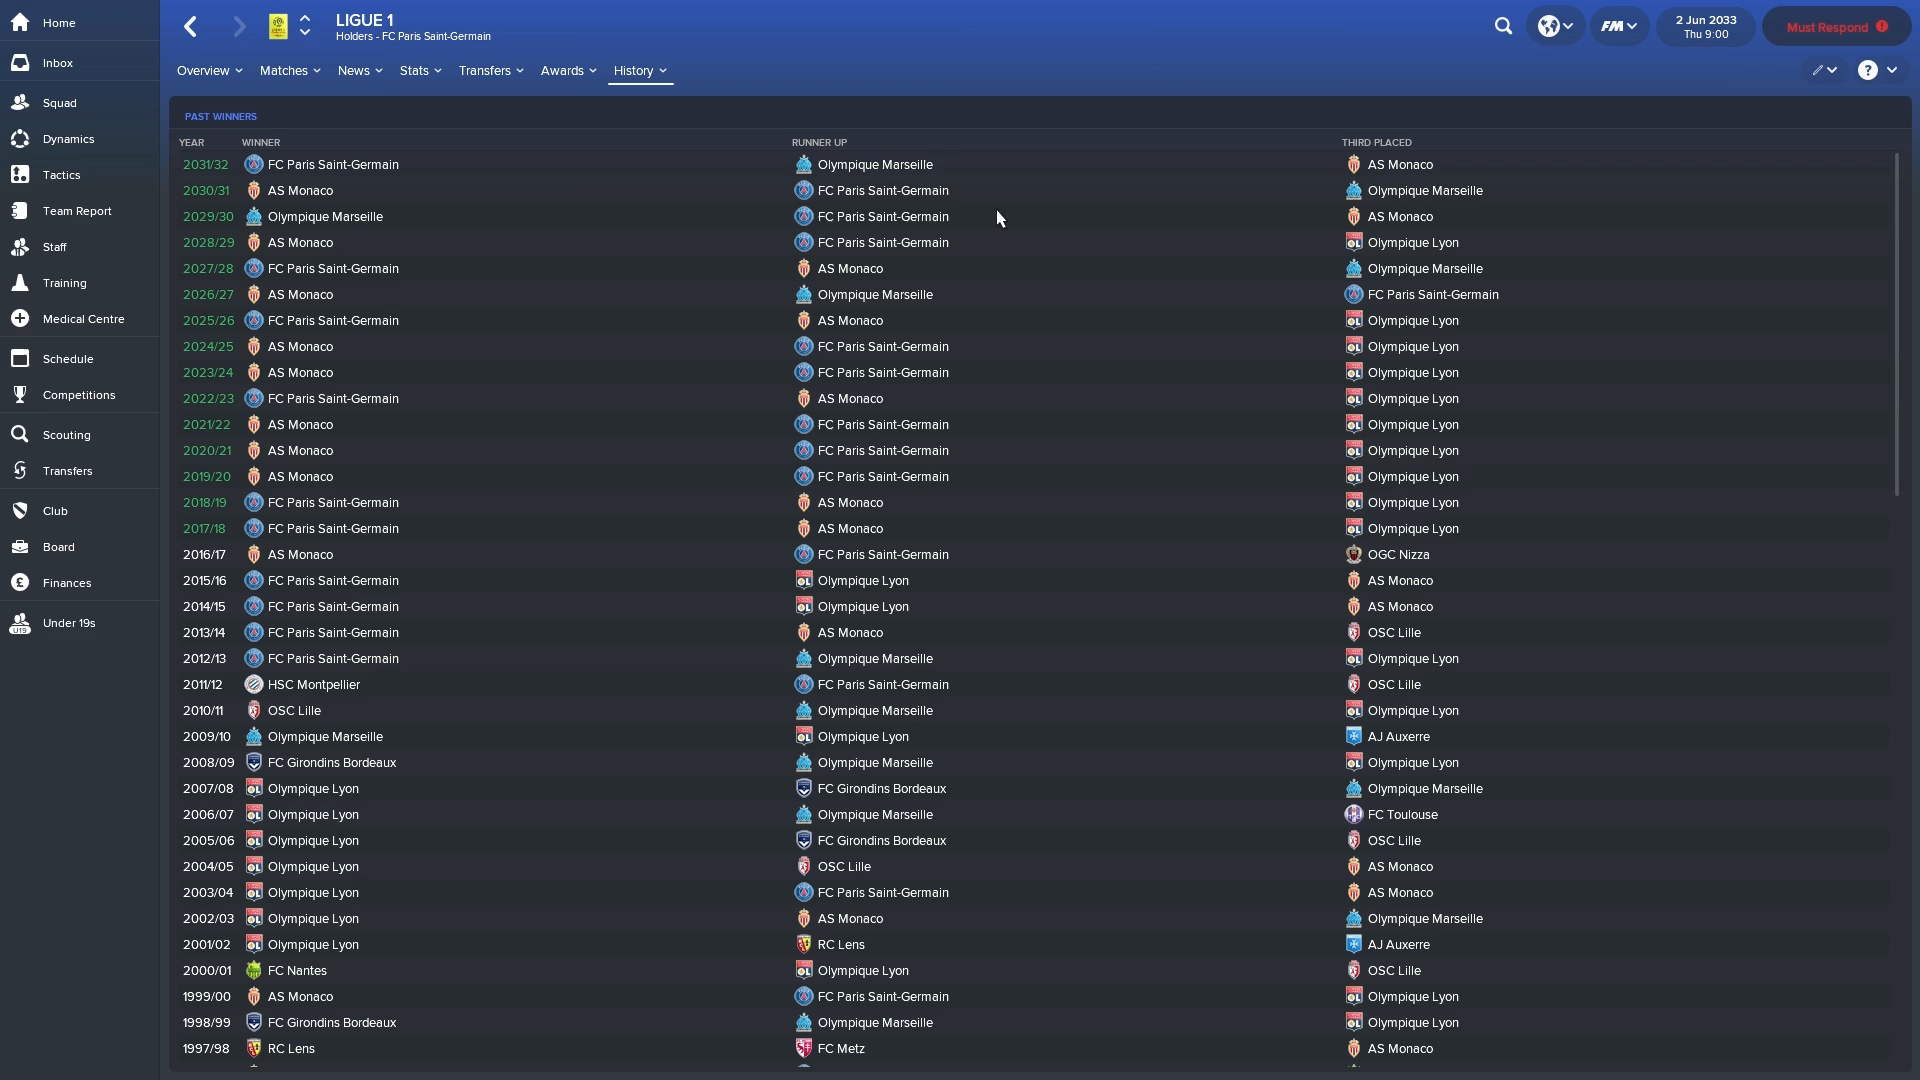 Home
Inbox
Squad
Dynamics
Tactics
Team Report
Staff
Training
Medical Centre
Schedule
Competitions
Scouting
Transfers
Club
Board
Finances
U19 Under 19s
LIGUE 1
Holders - FC Paris Saint-Germain
FM
2 Jun 2033
Thu 9:00
Must Respond
Overview Matches News Stats Transfers Awards History
PAST WINNERS
YEAR WINNER RUNNER UP THIRD PLACED
2031/32 FC Paris Saint-Germain Olympique Marseille AS Monaco
2030/31 AS Monaco FC Paris Saint-Germain Olympique Marseille
2029/30 Olympique Marseille FC Paris Saint-Germain AS Monaco
2028/29 AS Monaco FC Paris Saint-Germain Olympique Lyon
2027/28 FC Paris Saint-Germain AS Monaco Olympique Marseille
2026/27 AS Monaco Olympique Marseille FC Paris Saint-Germain
2025/26 FC Paris Saint-Germain AS Monaco Olympique Lyon
2024/25 AS Monaco FC Paris Saint-Germain Olympique Lyon
2023/24 AS Monaco FC Paris Saint-Germain Olympique Lyon
2022/23 FC Paris Saint-Germain AS Monaco Olympique Lyon
2021/22 AS Monaco FC Paris Saint-Germain Olympique Lyon
2020/21 AS Monaco FC Paris Saint-Germain Olympique Lyon
2019/20 AS Monaco FC Paris Saint-Germain Olympique Lyon
2018/19 FC Paris Saint-Germain AS Monaco Olympique Lyon
2017/18 FC Paris Saint-Germain AS Monaco Olympique Lyon
2016/17 AS Monaco FC Paris Saint-Germain OGC Nizza
2015/16 FC Paris Saint-Germain Olympique Lyon AS Monaco
2014/15 FC Paris Saint-Germain Olympique Lyon AS Monaco
2013/14 FC Paris Saint-Germain AS Monaco OSC Lille
2012/13 FC Paris Saint-Germain Olympique Marseille Olympique Lyon
2011/12 HSC Montpellier FC Paris Saint-Germain OSC Lille
2010/11 OSC Lille Olympique Marseille Olympique Lyon
2009/10 Olympique Marseille Olympique Lyon AJ Auxerre
2008/09 FC Girondins Bordeaux Olympique Marseille Olympique Lyon
2007/08 Olympique Lyon FC Girondins Bordeaux Olympique Marseille
2006/07 Olympique Lyon Olympique Marseille FC Toulouse
2005/06 Olympique Lyon FC Girondins Bordeaux OSC Lille
2004/05 Olympique Lyon OSC Lille AS Monaco
2003/04 Olympique Lyon FC Paris Saint-Germain AS Monaco
2002/03 Olympique Lyon AS Monaco Olympique Marseille
2001/02 Olympique Lyon RC Lens AJ Auxerre
2000/01 FC Nantes Olympique Lyon OSC Lille
1999/00 AS Monaco FC Paris Saint-Germain Olympique Lyon
1998/99 FC Girondins Bordeaux Olympique Marseille Olympique Lyon
1997/98 RC Lens FC Metz AS Monaco